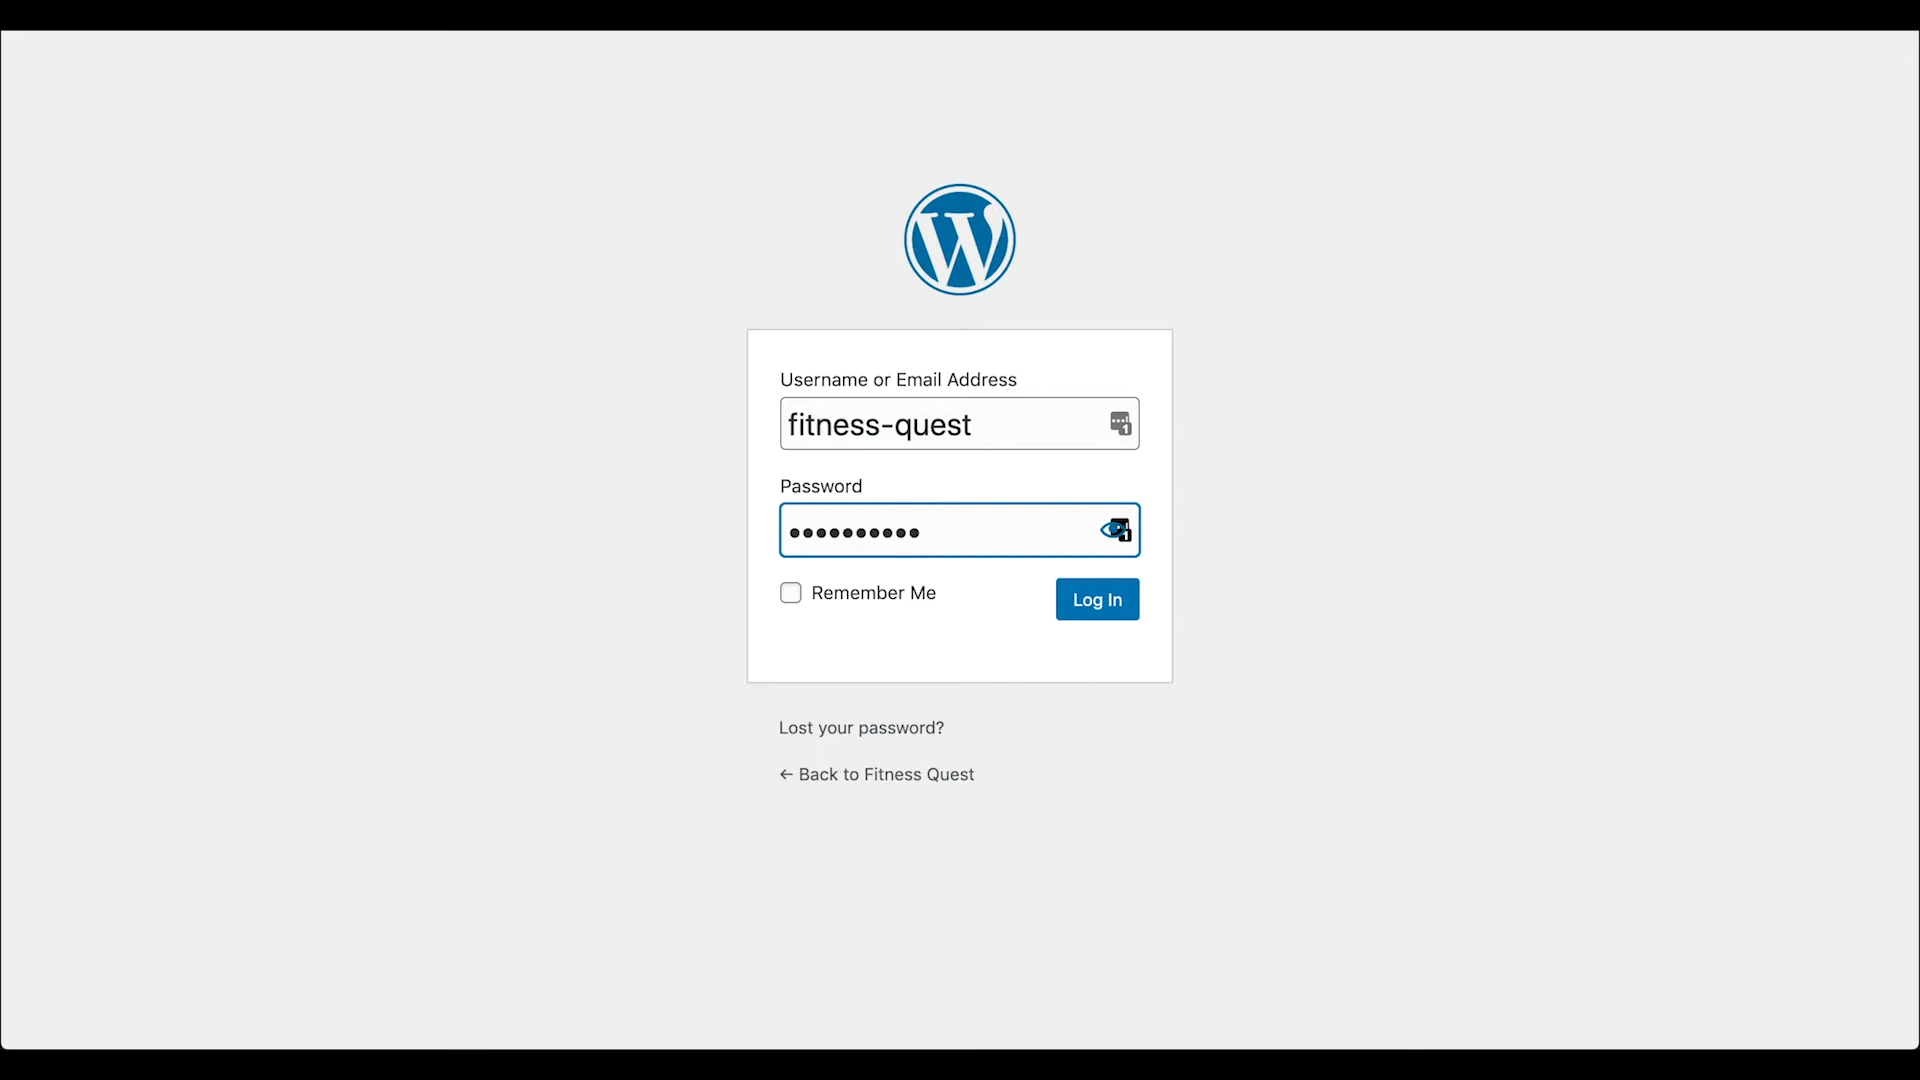 Username or Email Address
fitness-quest
Password
Remember Me
Log In
Lost your password?
← Back to Fitness Quest